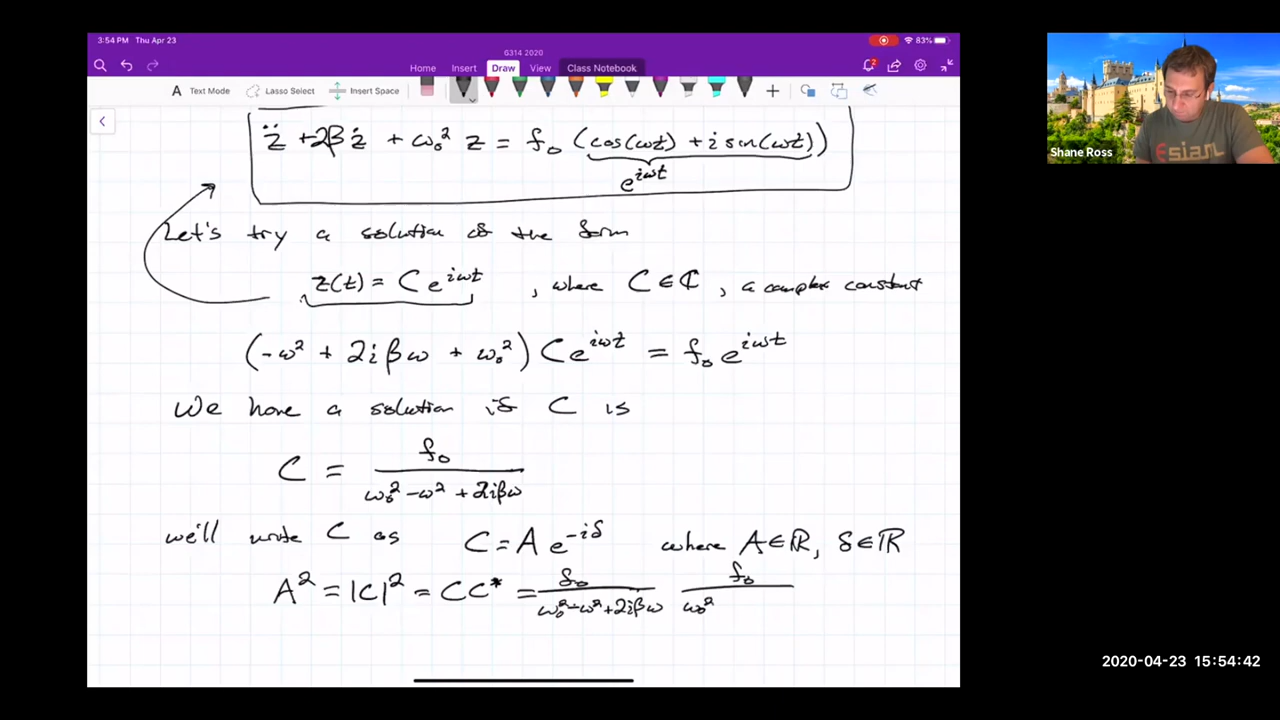 3:54 PM Thu Apr 23
83%
G314 2020
Home Insert Draw View Class Notebook
2
A Text Mode Lasso Select Insert Space
z̈ + 2βż + ω₀² z = f₀ (cos(ωt) + i sin(ωt))
e^{iωt}
Let's try a solution of the form
z(t) = C e^{iωt} , where C ∈ ℂ, a complex constant
(-ω² + 2iβω + ω₀²) C e^{iωt} = f₀ e^{iωt}
We have a solution if C is
C = f₀ / (ω₀² - ω² + 2iβω)
we'll write C as C = A e^{-iδ} where A ∈ ℝ, δ ∈ ℝ
A² = |C|² = CC* = f₀ / (ω₀² - ω² + 2iβω) f₀ / ω₀²
Shane Ross
Esiam
2020-04-23 15:54:42